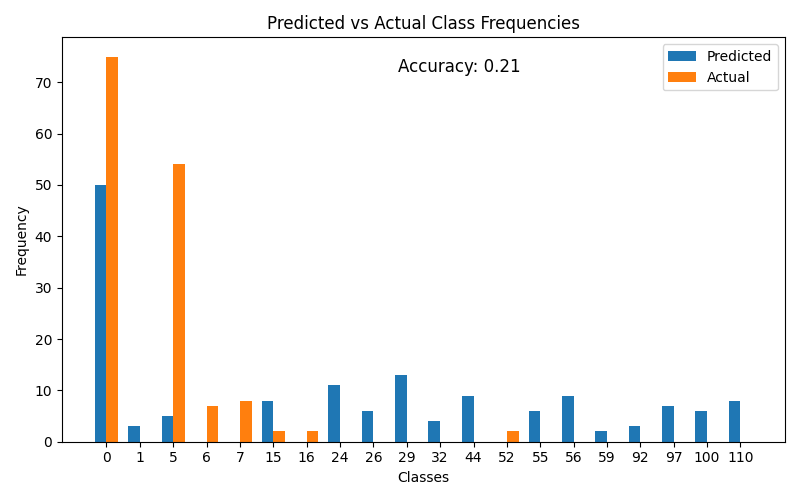 Predicted vs Actual Class Frequencies
Accuracy: 0.21
Predicted
Actual
Frequency
70
60
50
40
30
20
10
0
0 1 5 6 7 15 16 24 26 29 32 44 52 55 56 59 92 97 100 110
Classes